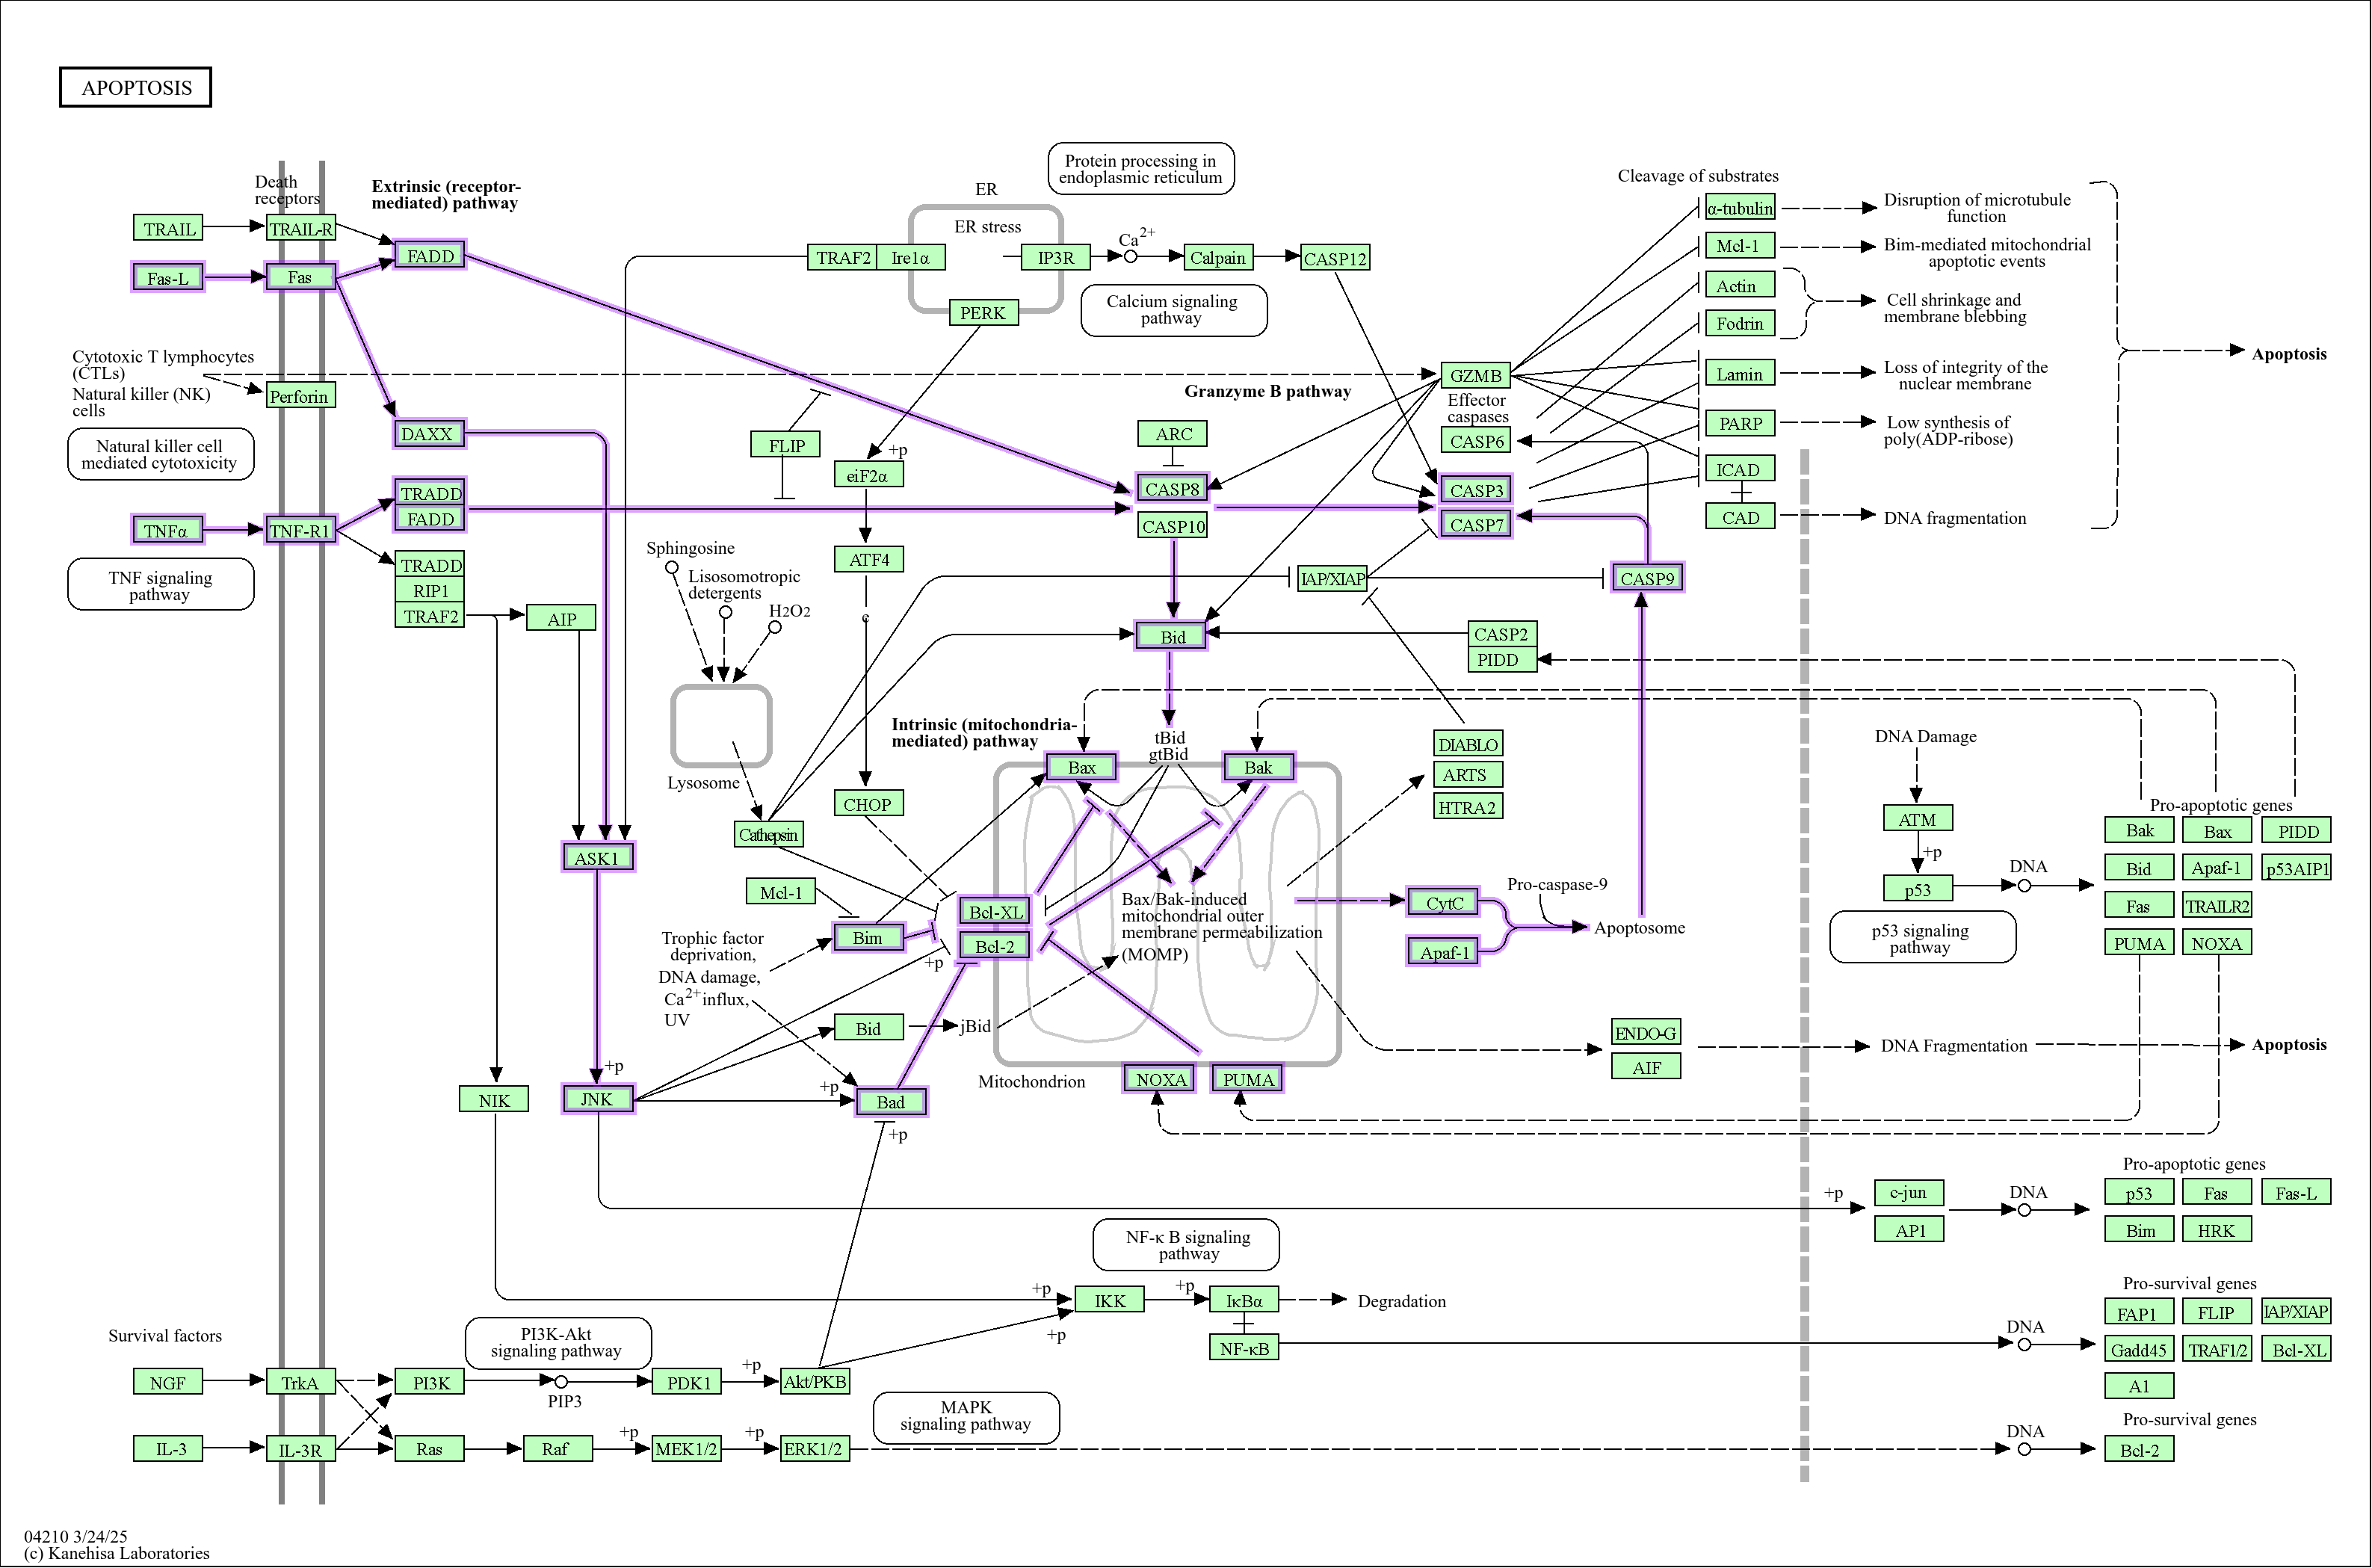 APOPTOSIS
Death
receptors
Extrinsic (receptor-
mediated) pathway
TRAIL
TRAIL-R
Fas-L
Fas
FADD
ER
ER stress
Protein processing in
endoplasmic reticulum
TRAF2
Ire1α
IP3R
Ca2+
Calpain
CASP12
PERK
Calcium signaling
pathway
Cleavage of substrates
α-tubulin
Disruption of microtubule
function
Mcl-1
Bim-mediated mitochondrial
apoptotic events
Actin
Fodrin
Cell shrinkage and
membrane blebbing
Lamin
Loss of integrity of the
nuclear membrane
PARP
Low synthesis of
poly(ADP-ribose)
ICAD
CAD
DNA fragmentation
Apoptosis
Cytotoxic T lymphocytes
(CTLs)
Natural killer (NK)
cells
Perforin
Natural killer cell
mediated cytotoxicity
DAXX
Granzyme B pathway
GZMB
Effector
caspases
CASP6
CASP3
CASP7
FLIP
+p
eiF2α
ARC
CASP8
CASP10
TNFα
TNF-R1
TRADD
FADD
TNF signaling
pathway
TRADD
RIP1
TRAF2
AIP
Sphingosine
Lisosomotropic
detergents
H2O2
ATF4
e
IAP/XIAP
CASP9
Bid
CASP2
PIDD
Lysosome
Intrinsic (mitochondria-
mediated) pathway
tBid
gtBid
Bax
Bak
DIABLO
ARTS
HTRA2
CHOP
Cathepsin
ASK1
Mcl-1
Bim
Bcl-XL
Bcl-2
+p
Bax/Bak-induced
mitochondrial outer
membrane permeabilization
(MOMP)
CytC
Apaf-1
Pro-caspase-9
Apoptosome
Trophic factor
deprivation,
DNA damage,
Ca2+influx,
UV
Bid
jBid
Mitochondrion
NOXA
PUMA
+p
JNK
+p
Bad
+p
NIK
ENDO-G
AIF
DNA Fragmentation
Apoptosis
DNA Damage
ATM
+p
p53
DNA
p53 signaling
pathway
Pro-apoptotic genes
Bak
Bax
PIDD
Bid
Apaf-1
p53AIP1
Fas
TRAILR2
PUMA
NOXA
+p
c-jun
AP1
DNA
Pro-apoptotic genes
p53
Fas
Fas-L
Bim
HRK
NF-κ B signaling
pathway
+p
IKK
+p
IκBα
Degradation
+p
NF-κB
DNA
Pro-survival genes
FAP1
FLIP
IAP/XIAP
Gadd45
TRAF1/2
Bcl-XL
A1
Survival factors
PI3K-Akt
signaling pathway
NGF
TrkA
PI3K
PIP3
PDK1
+p
Akt/PKB
MAPK
signaling pathway
IL-3
IL-3R
Ras
Raf
+p
MEK1/2
+p
ERK1/2
DNA
Pro-survival genes
Bcl-2
04210 3/24/25
(c) Kanehisa Laboratories